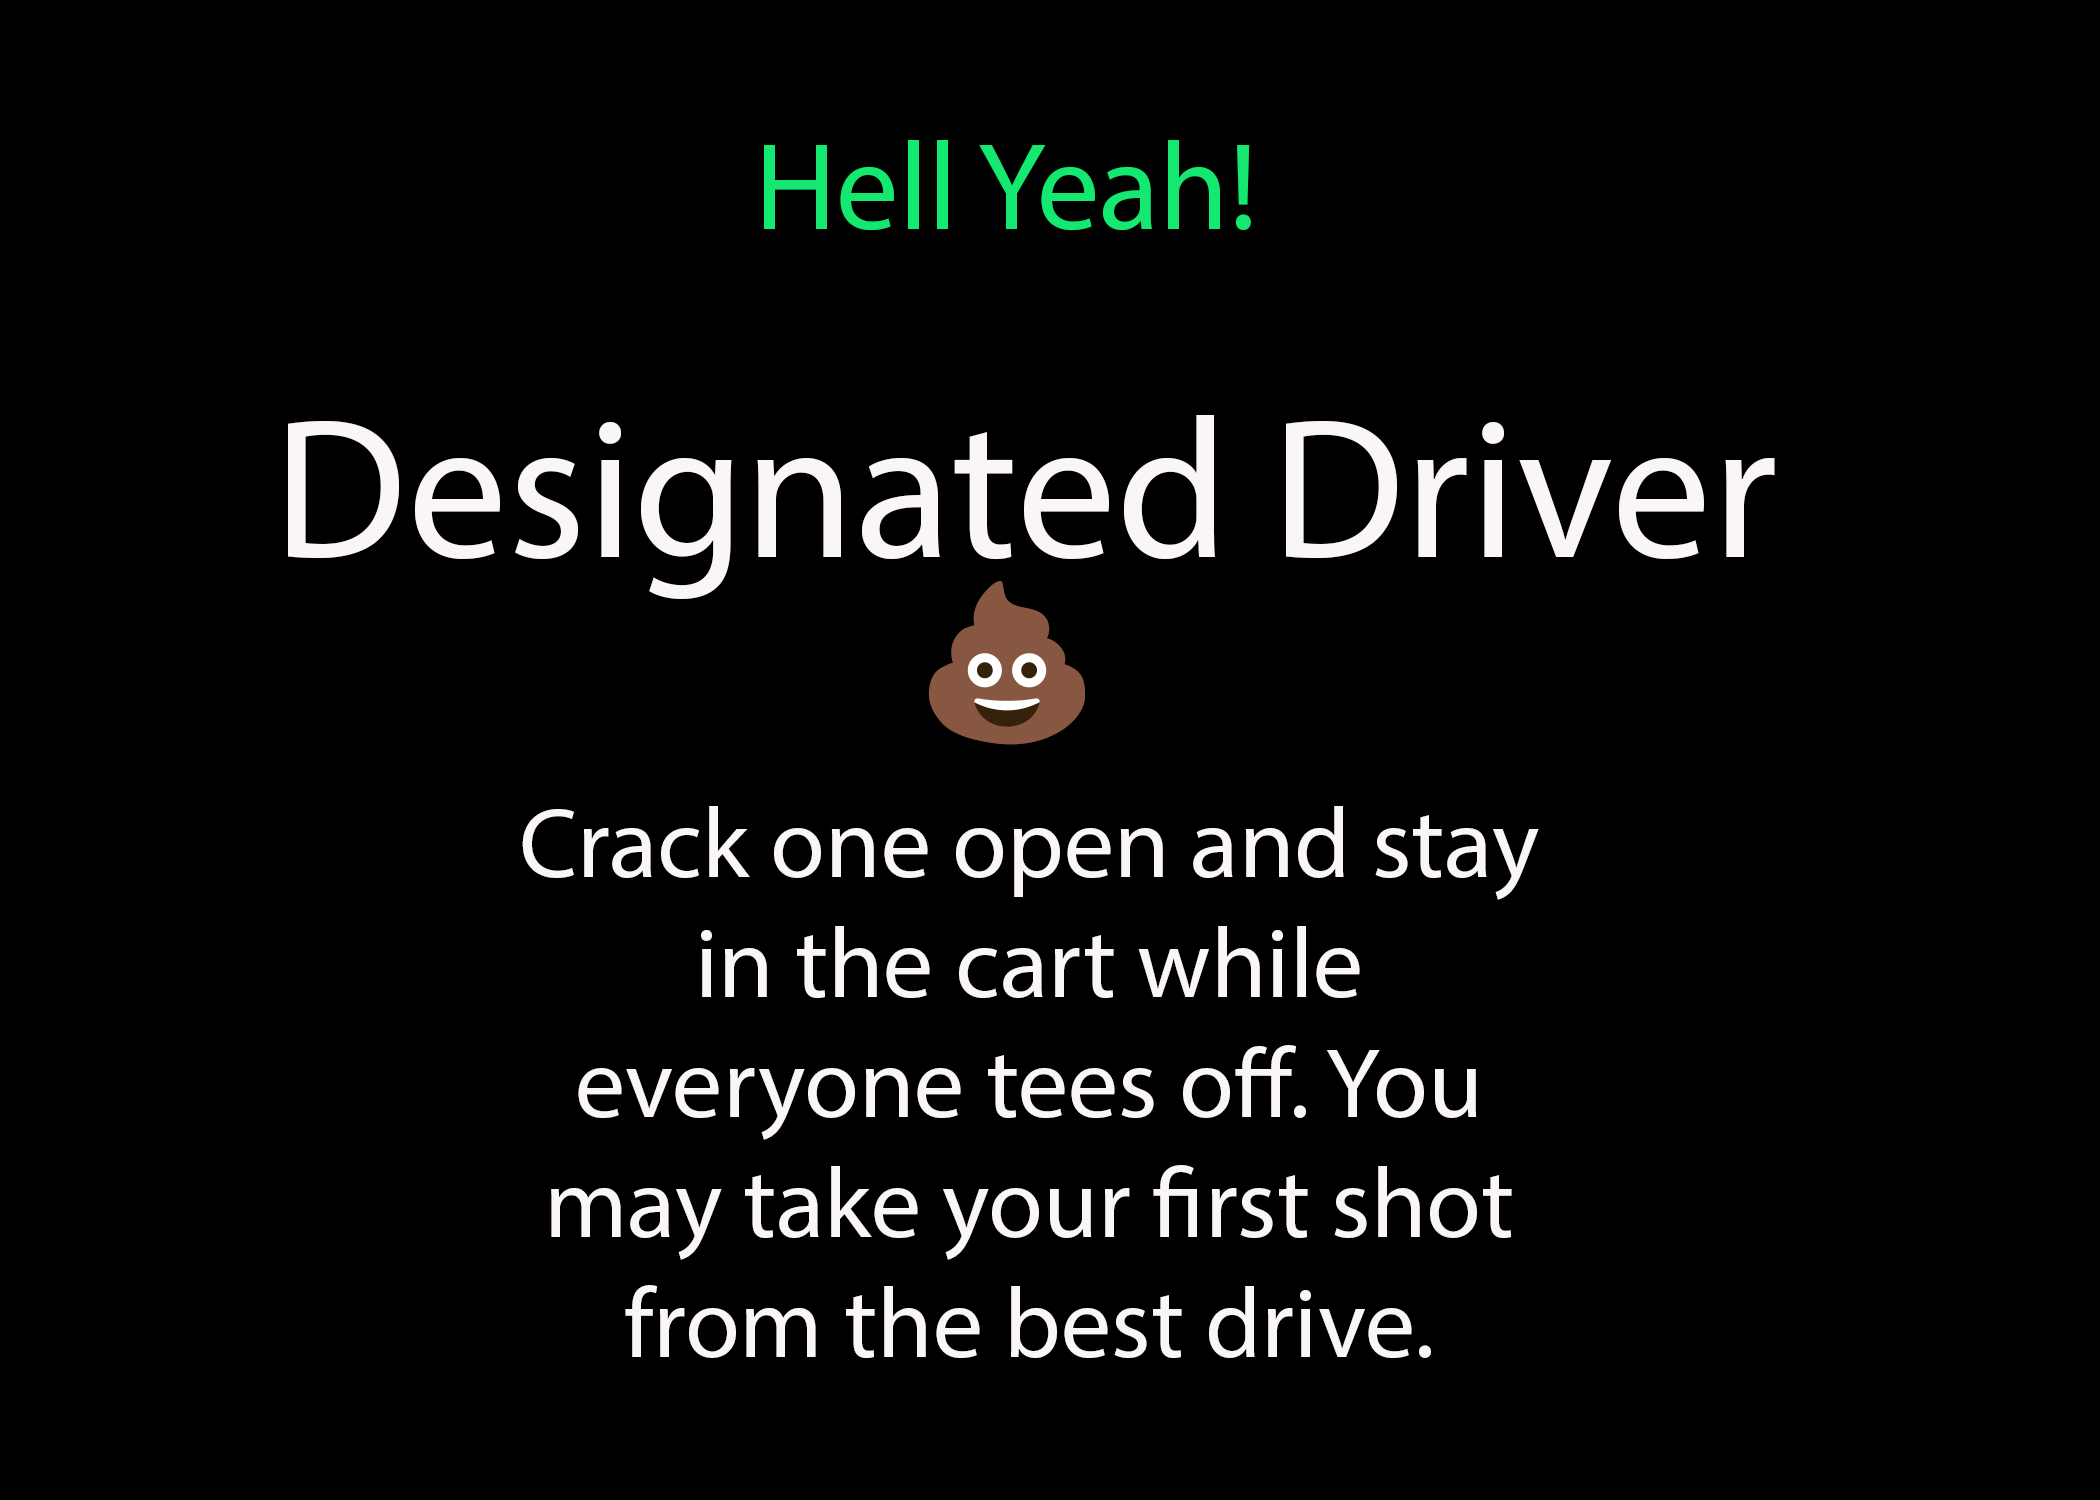 Hell Yeah!
Designated Driver
💩
Crack one open and stay
in the cart while
everyone tees off. You
may take your first shot
from the best drive.